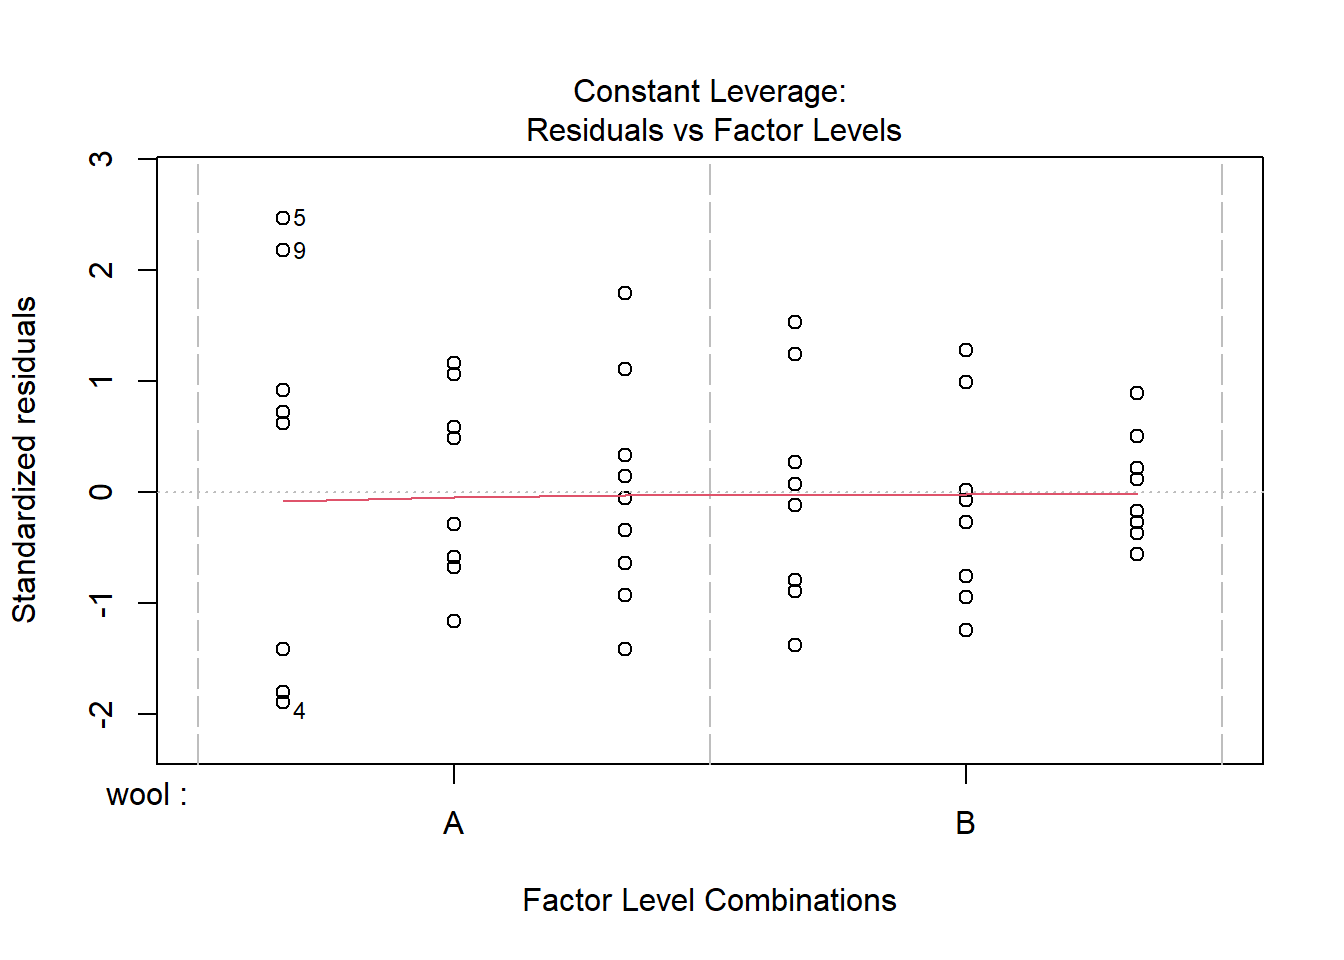 Constant Leverage:
Residuals vs Factor Levels
Standardized residuals
3
2
1
0
-1
-2
5
9
4
wool :
A
B
Factor Level Combinations